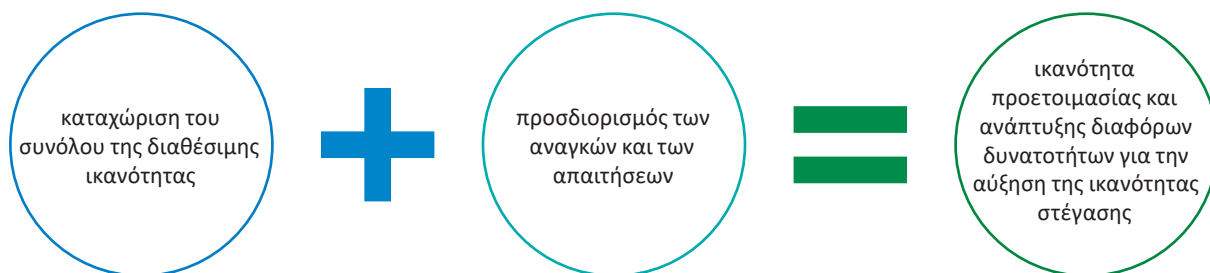 καταχώριση του
συνόλου της διαθέσιμης
ικανότητας
+
προσδιορισμός των
αναγκών και των
απαιτήσεων
=
ικανότητα
προετοιμασίας και
ανάπτυξης διαφόρων
δυνατοτήτων για την
αύξηση της ικανότητας
στέγασης